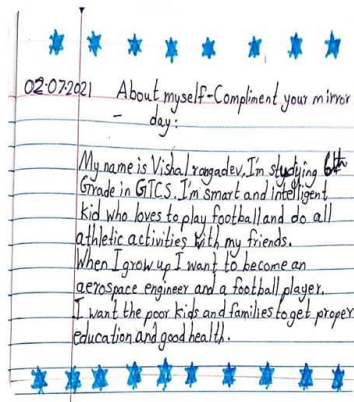 02.07.2021 About myself-Compliment your mirror
- day:
My name is Vishal rangadev, I'm studying 6th
Grade in GTCS. I'm smart and intelligent
kid who loves to play football and do all
athletic activities with my friends.
When I grow up I want to become an
aerospace engineer and a football player.
I want the poor kids and families to get proper
education and good health.